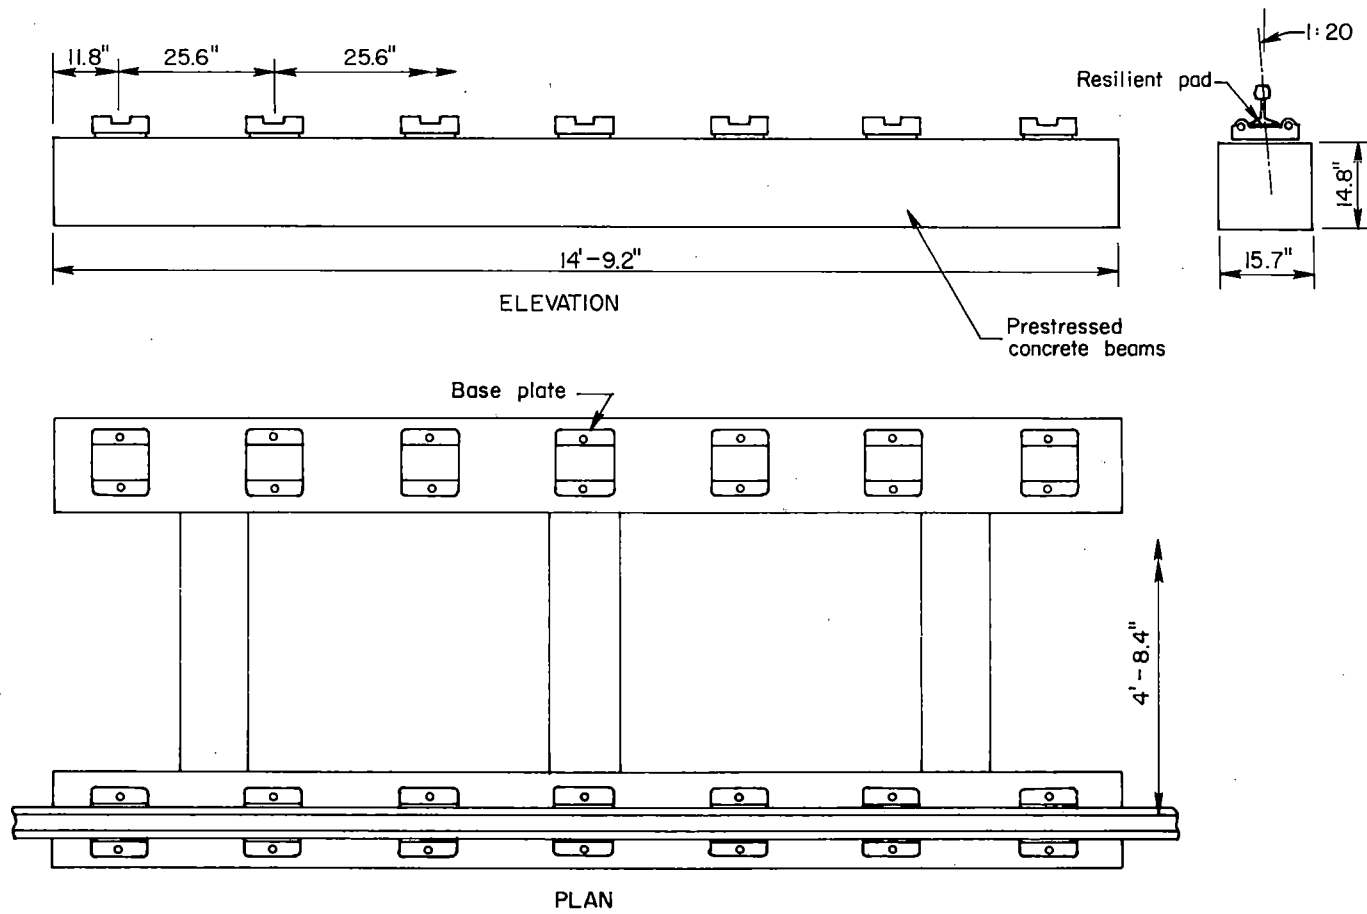 11.8"
25.6"
25.6"
1:20
Resilient pad
14.8"
15.7"
14'-9.2"
ELEVATION
Prestressed
concrete beams
Base plate
4'-8.4"
PLAN